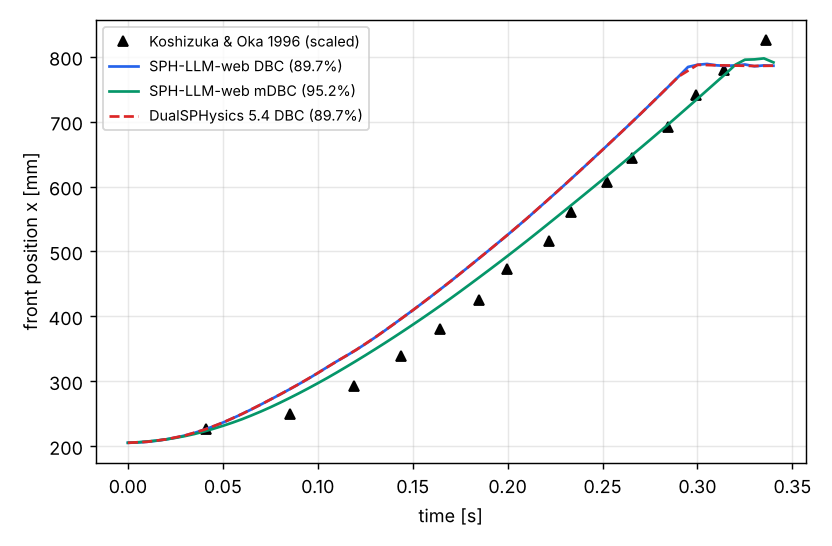 Koshizuka & Oka 1996 (scaled)
SPH-LLM-web DBC (89.7%)
SPH-LLM-web mDBC (95.2%)
DualSPHysics 5.4 DBC (89.7%)
front position x [mm]
800
700
600
500
400
300
200
0.00 0.05 0.10 0.15 0.20 0.25 0.30 0.35
time [s]